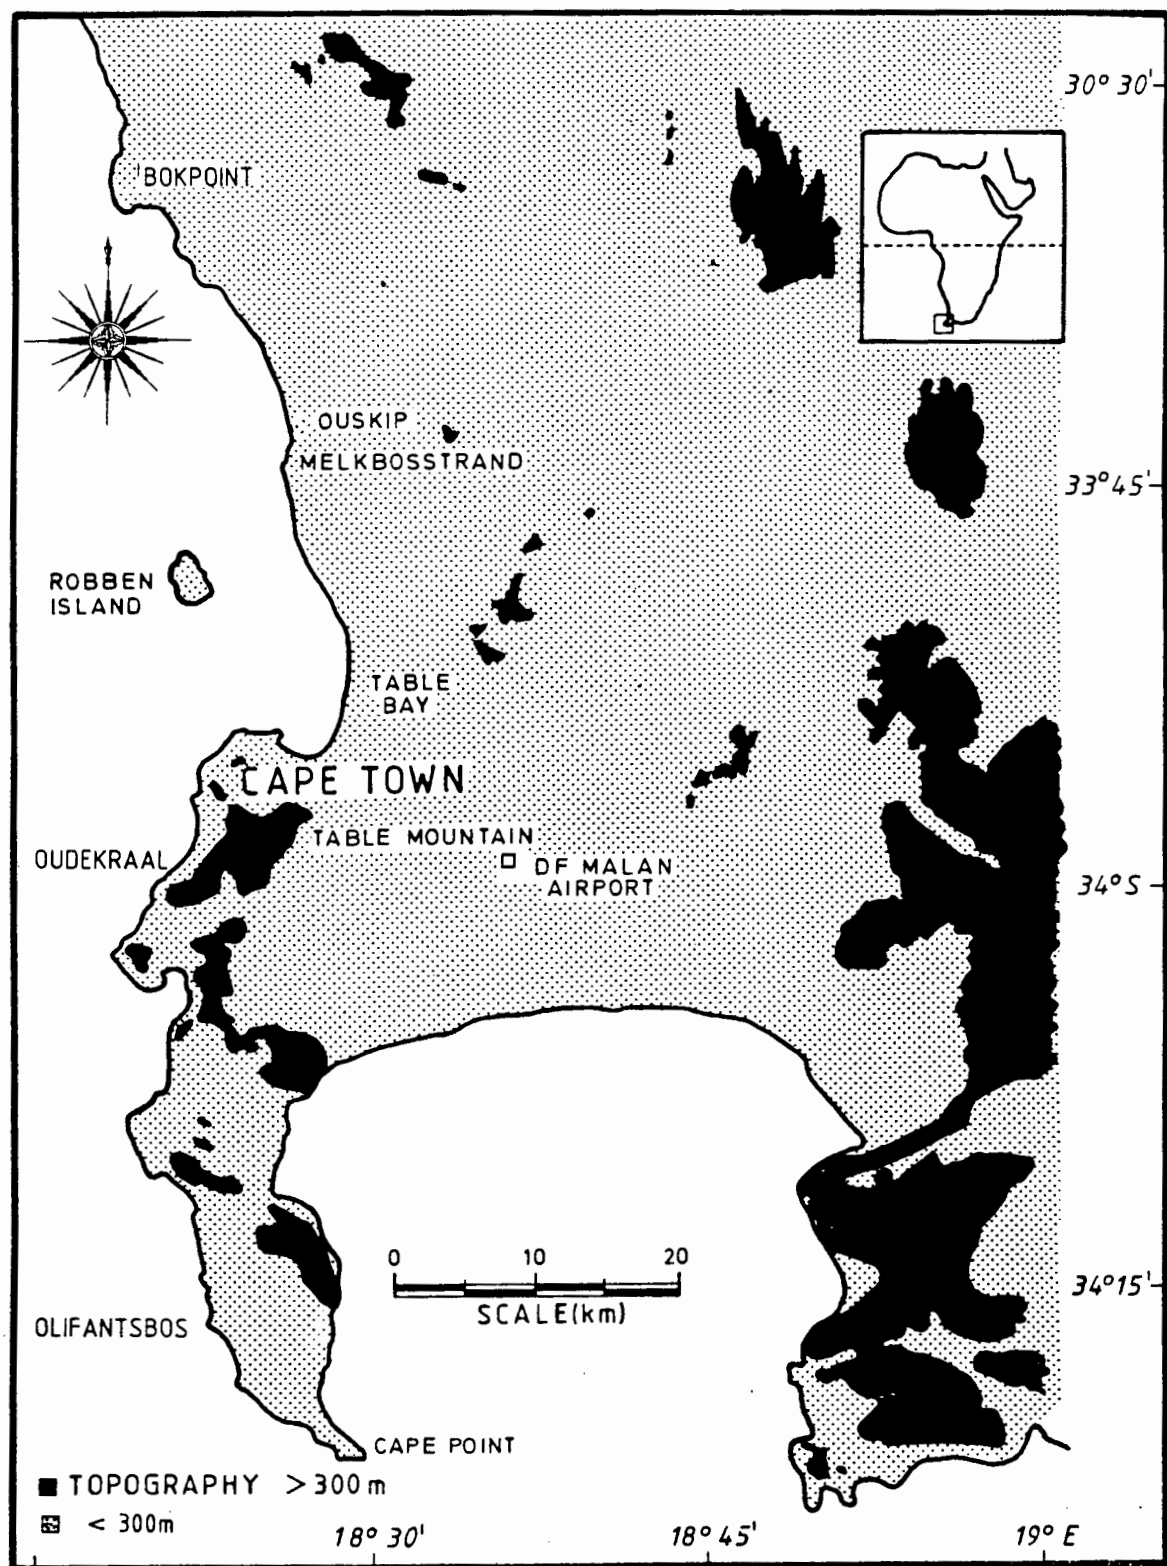 30° 30'
'BOKPOINT
OUSKIP
MELKBOSSTRAND
33° 45'
ROBBEN
ISLAND
TABLE
BAY
CAPE TOWN
TABLE MOUNTAIN
OUDEKRAAL
DF MALAN
AIRPORT
34° S
0 10 20
SCALE(km)
34° 15'
OLIFANTSBOS
CAPE POINT
TOPOGRAPHY > 300 m
< 300m
18° 30' 18° 45' 19° E